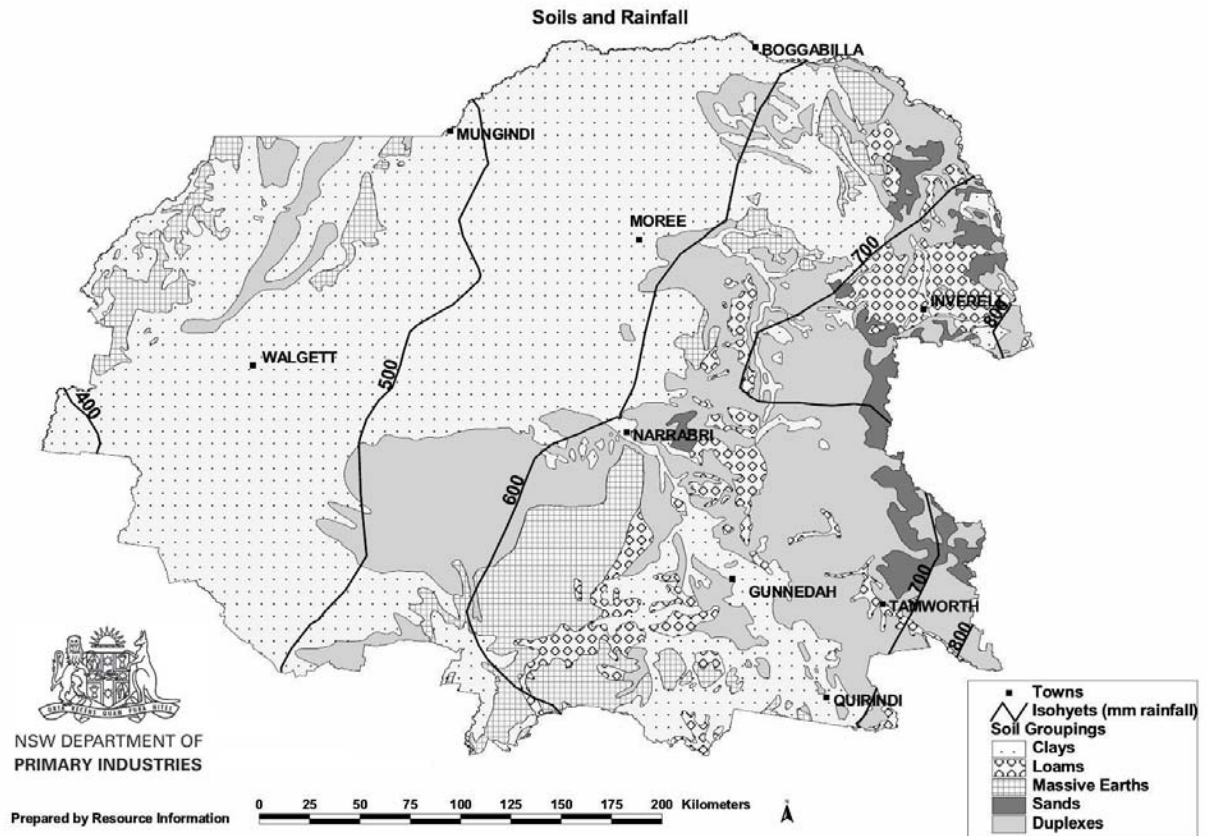 Soils and Rainfall
BOGGABILLA
MUNGINDI
MOREE
700
INVERELL
800
WALGETT
500
400
NARRABRI
600
GUNNEDAH
700
TAMWORTH
800
QUIRINDI
NSW DEPARTMENT OF
PRIMARY INDUSTRIES
Prepared by Resource Information
0 25 50 75 100 125 150 175 200 Kilometers
Towns
Isohyets (mm rainfall)
Soil Groupings
Clays
Loams
Massive Earths
Sands
Duplexes